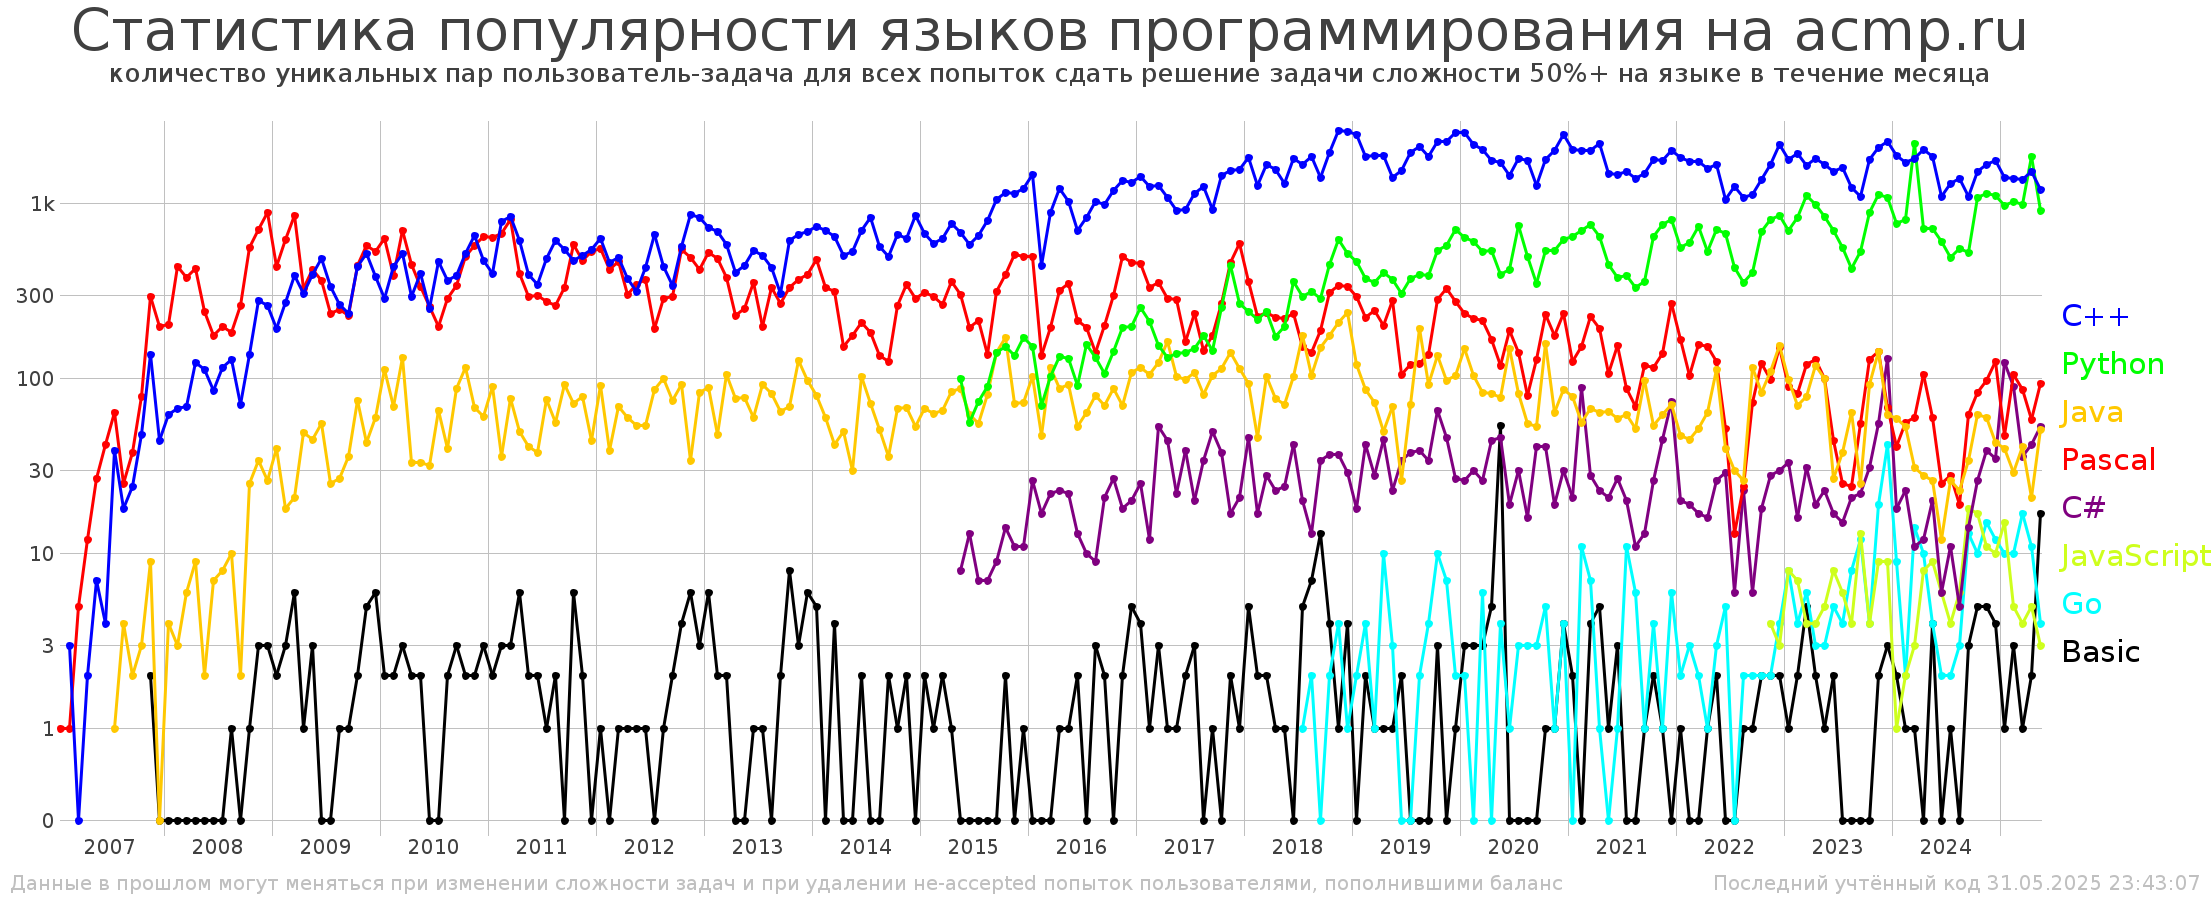 Статистика популярности языков программирования на acmp.ru
количество уникальных пар пользователь-задача для всех попыток сдать решение задачи сложности 50%+ на языке в течение месяца
1k
300
100
30
10
3
1
0
C++
Python
Java
Pascal
C#
JavaScript
Go
Basic
2007 2008 2009 2010 2011 2012 2013 2014 2015 2016 2017 2018 2019 2020 2021 2022 2023 2024
Данные в прошлом могут меняться при изменении сложности задач и при удалении не-accepted попыток пользователями, пополнившими баланс
Последний учтённый код 31.05.2025 23:43:07